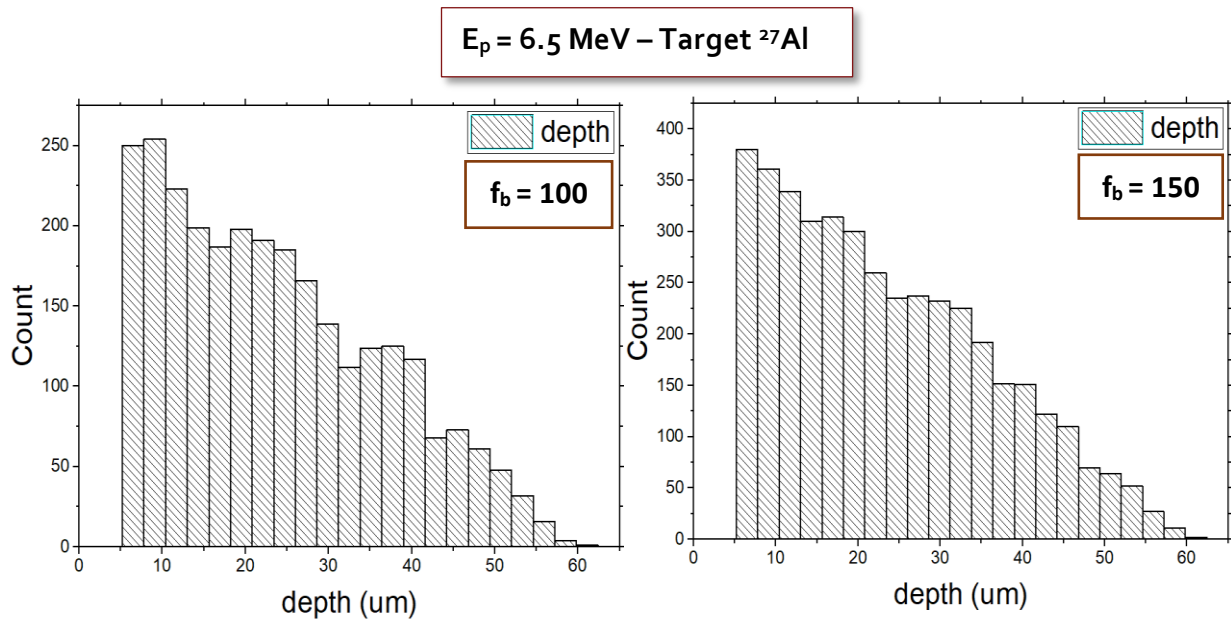 Eₚ = 6.5 MeV – Target ²⁷Al
depth
f_b = 100
250
200
150
100
50
0
Count
0 10 20 30 40 50 60
depth (um)
depth
f_b = 150
400
350
300
250
200
150
100
50
0
Count
0 10 20 30 40 50 60
depth (um)